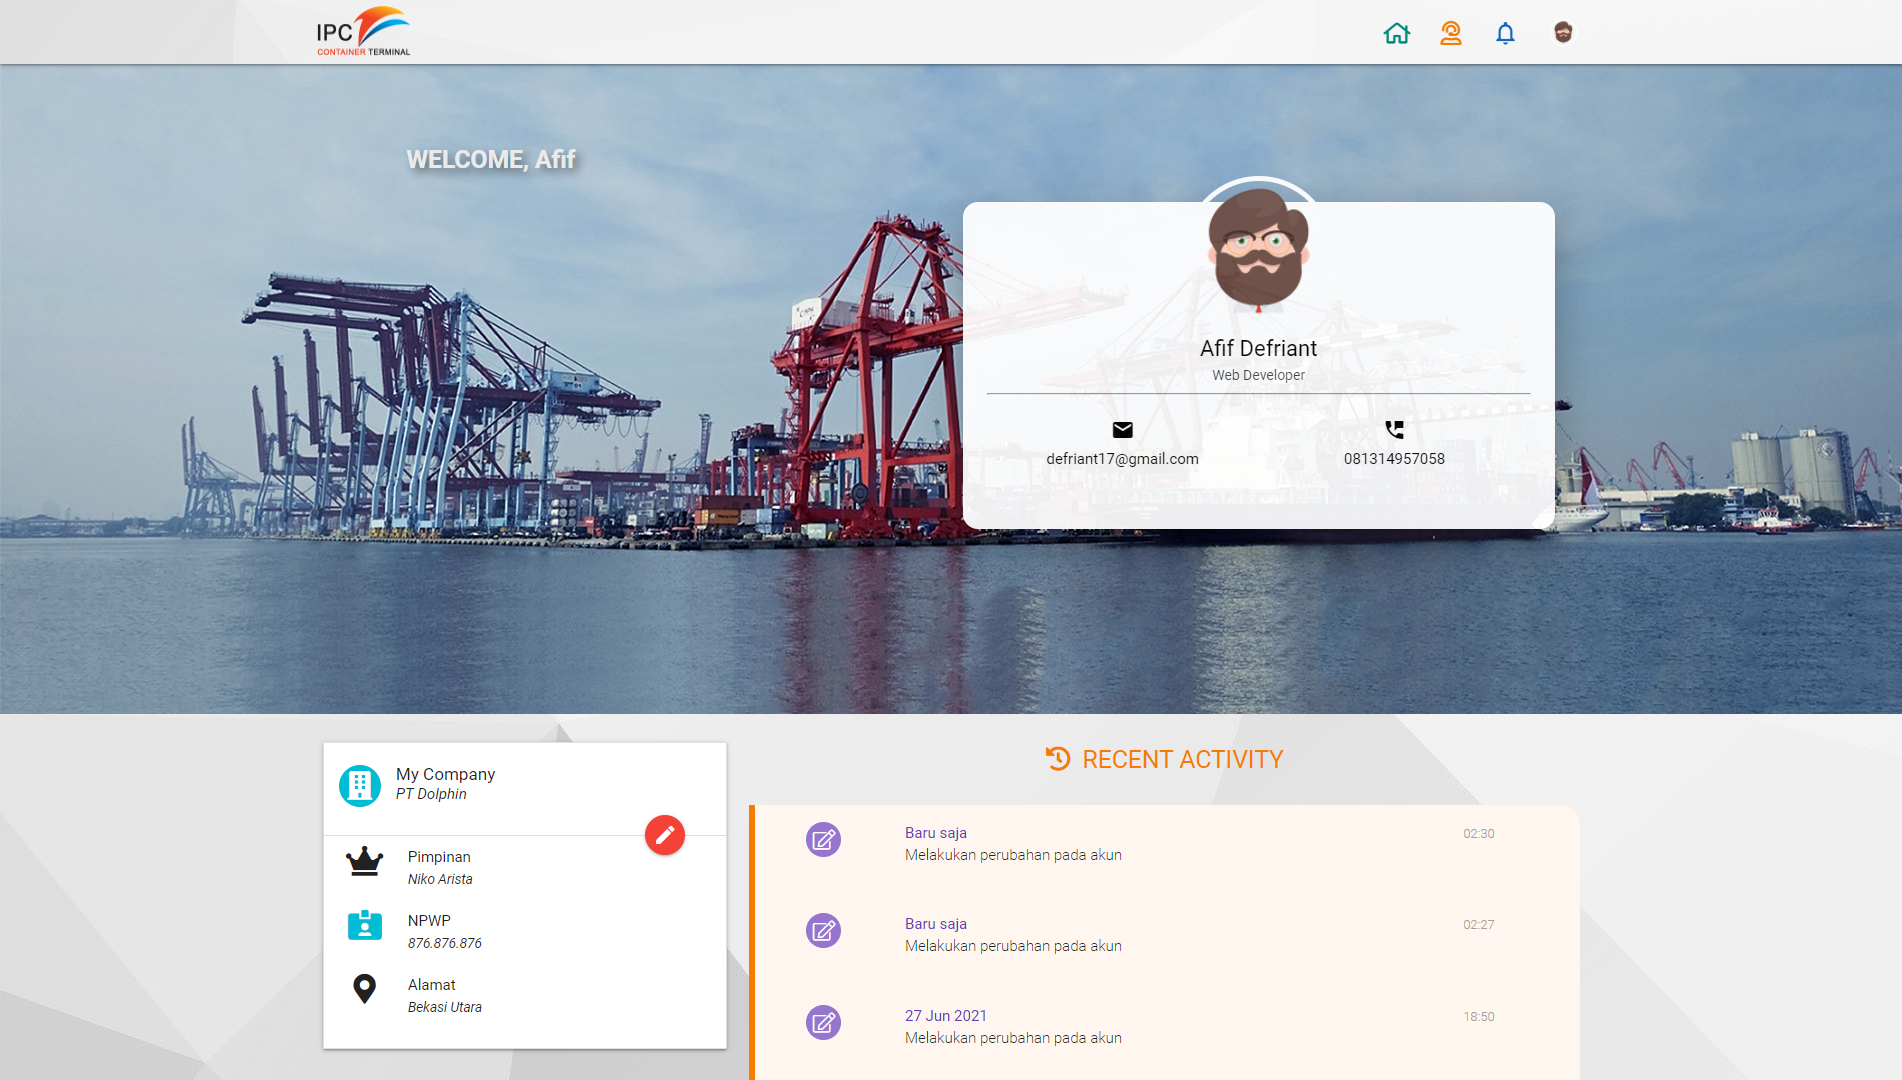 IPC
CONTAINER TERMINAL
WELCOME, Afif
Afif Defriant
Web Developer
defriant17@gmail.com
081314957058
My Company
PT Dolphin
Pimpinan
Niko Arista
NPWP
876.876.876
Alamat
Bekasi Utara
RECENT ACTIVITY
Baru saja
02:30
Melakukan perubahan pada akun
Baru saja
02:27
Melakukan perubahan pada akun
27 Jun 2021
18:50
Melakukan perubahan pada akun